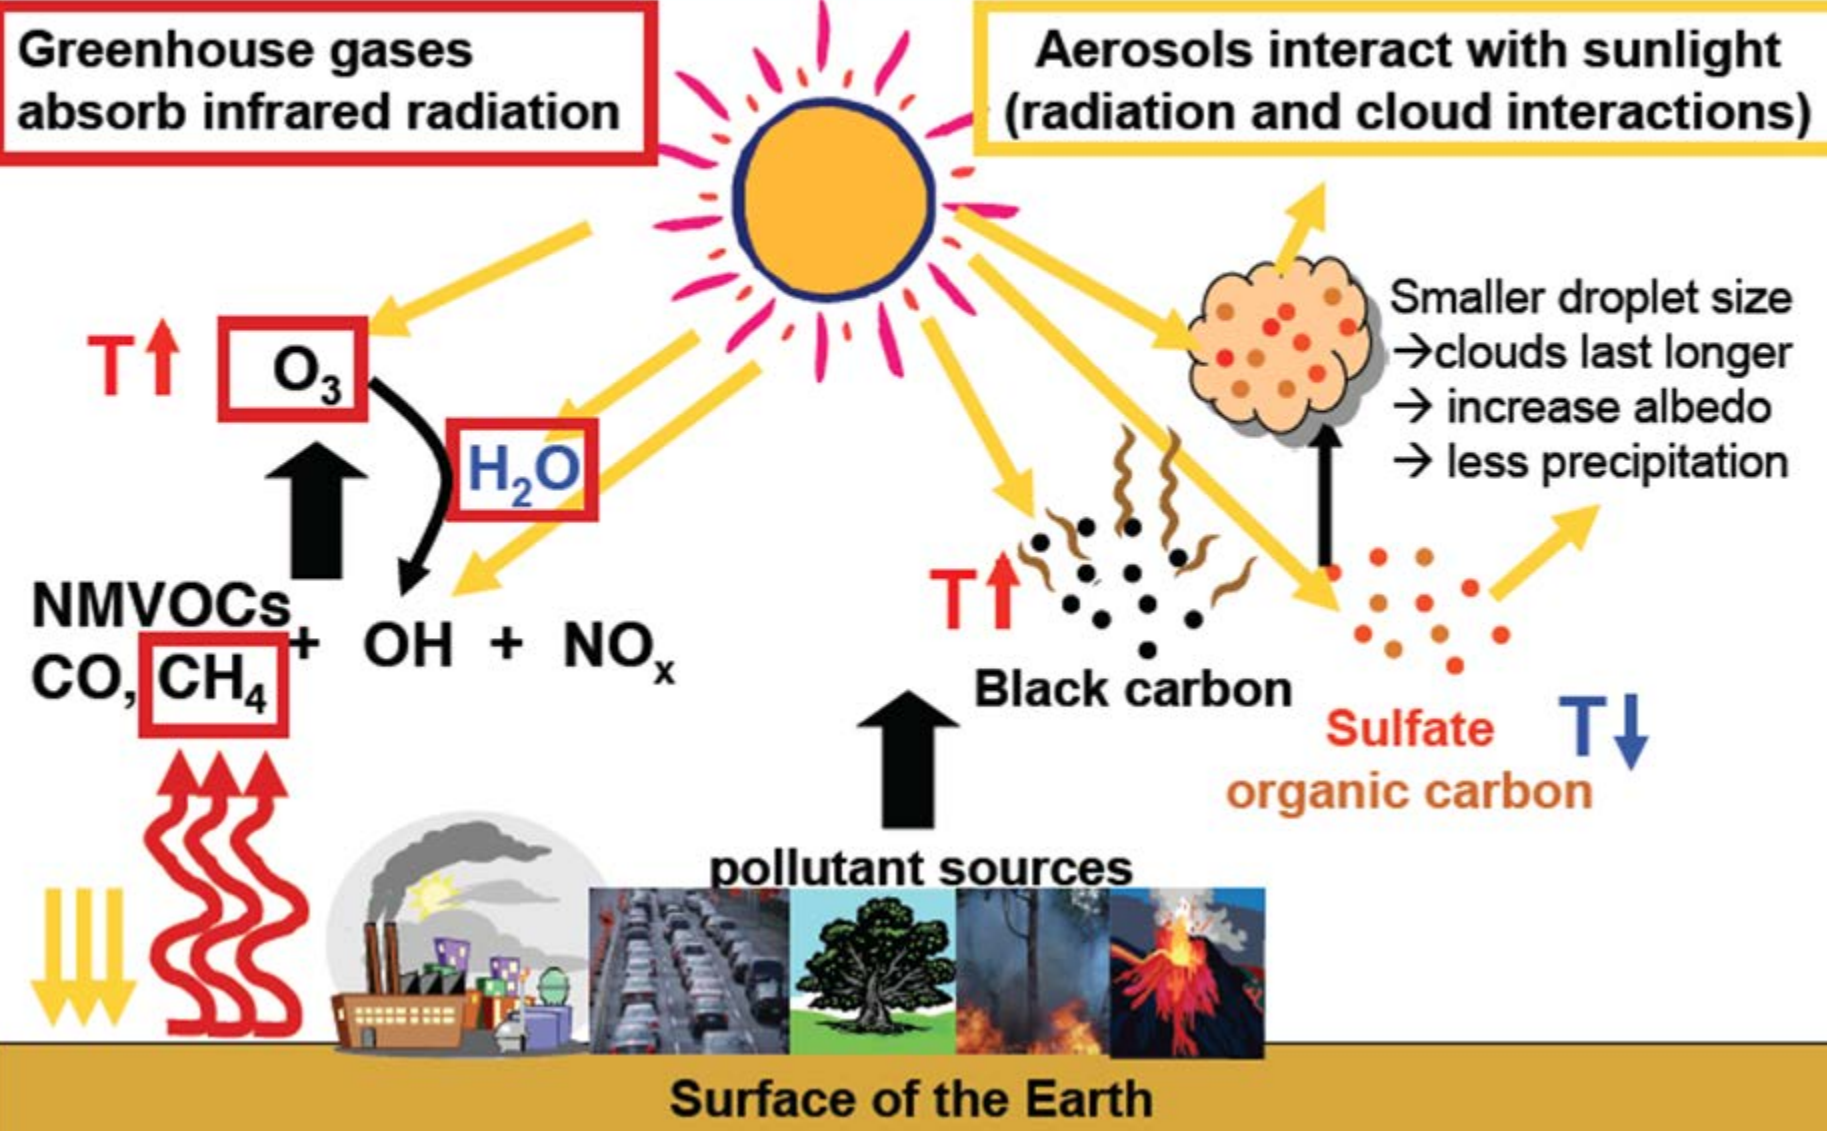 Greenhouse gases
absorb infrared radiation
Aerosols interact with sunlight
(radiation and cloud interactions)
T↑
O₃
H₂O
Smaller droplet size
→clouds last longer
→ increase albedo
→ less precipitation
NMVOCs
CO, CH₄ + OH + NOₓ
T↑
Black carbon
Sulfate
T↓
organic carbon
pollutant sources
Surface of the Earth